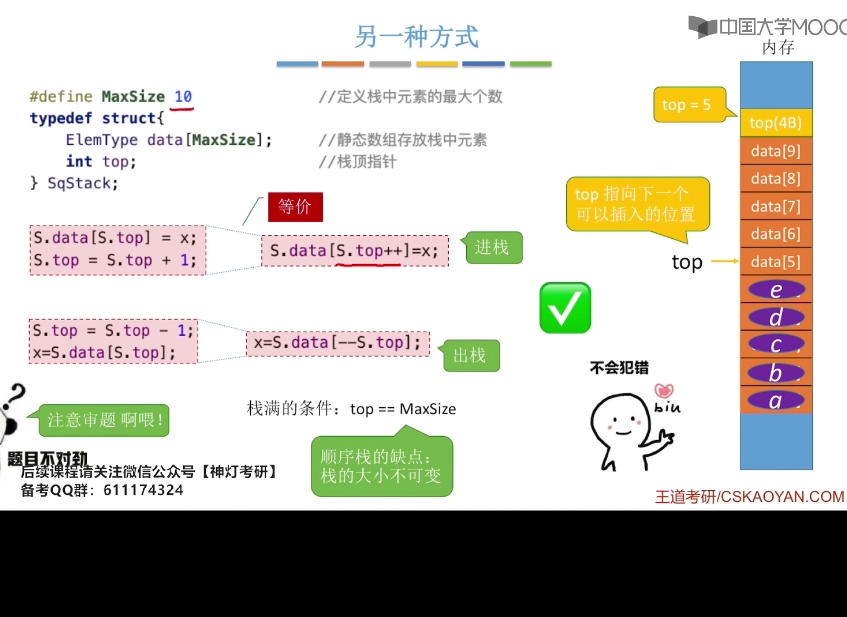 中国大学MOOC
另一种方式
内存
#define MaxSize 10 //定义栈中元素的最大个数
typedef struct{
ElemType data[MaxSize]; //静态数组存放栈中元素
int top; //栈顶指针
} SqStack;
top = 5
top(4B)
data[9]
data[8]
data[7]
data[6]
data[5]
e
d
c
b
a
top 指向下一个
可以插入的位置
top
等价
S.data[S.top] = x;
S.top = S.top + 1;
S.data[S.top++]=x;
进栈
S.top = S.top - 1;
x=S.data[S.top];
x=S.data[--S.top];
出栈
不会犯错
biu
?
注意审题 啊喂！
题目不对劲
栈满的条件：top == MaxSize
顺序栈的缺点：
栈的大小不可变
后续课程请关注微信公众号【神灯考研】
备考QQ群：611174324
王道考研/CSKAOYAN.COM